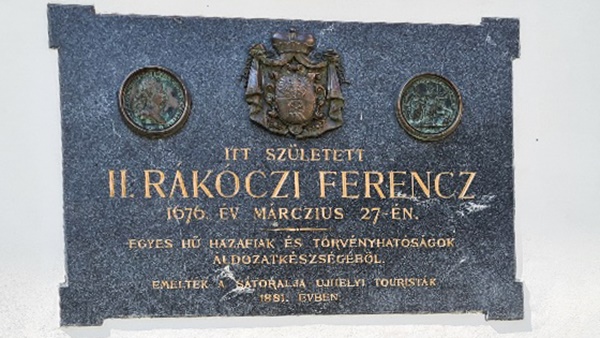 ITT SZÜLETETT
II. RAKÓCZI FERENCZ
1676. ÉV MÁRCZIUS 27-ÉN.
EGYES HŰ HAZAFIAK ÉS TÖRVÉNYHATÓSÁGOK
ÁLDOZATKÉSZSÉGÉBŐL.
EMELTÉK A SÁTORALJA UJHELYI TOURISTÁK
1881. ÉVBEN.